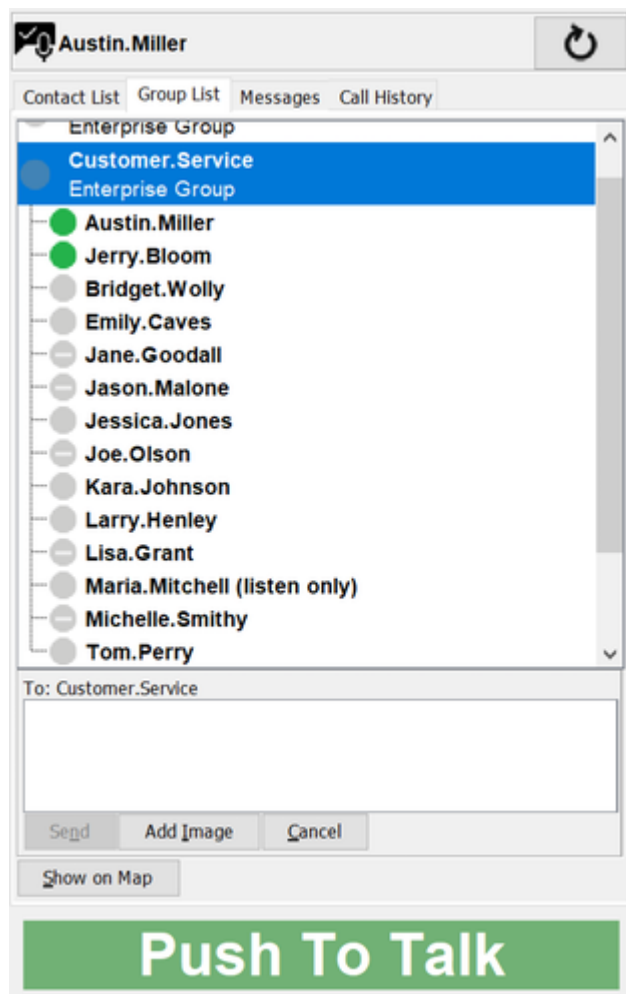 Austin.Miller
Contact List Group List Messages Call History
Enterprise Group
Customer.Service
Enterprise Group
Austin.Miller
Jerry.Bloom
Bridget.Wolly
Emily.Caves
Jane.Goodall
Jason.Malone
Jessica.Jones
Joe.Olson
Kara.Johnson
Larry.Henley
Lisa.Grant
Maria.Mitchell (listen only)
Michelle.Smithy
Tom.Perry
To: Customer.Service
Send Add Image Cancel
Show on Map
Push To Talk